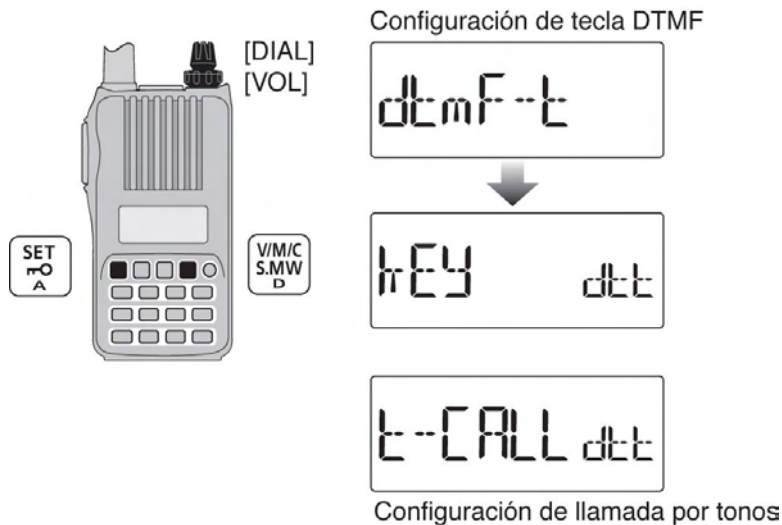 [DIAL]
[VOL]
SET
A
V/M/C
S.MW
D
Configuración de tecla DTMF
dtmF-t
kEY dtt
t-CALL dtt
Configuración de llamada por tonos